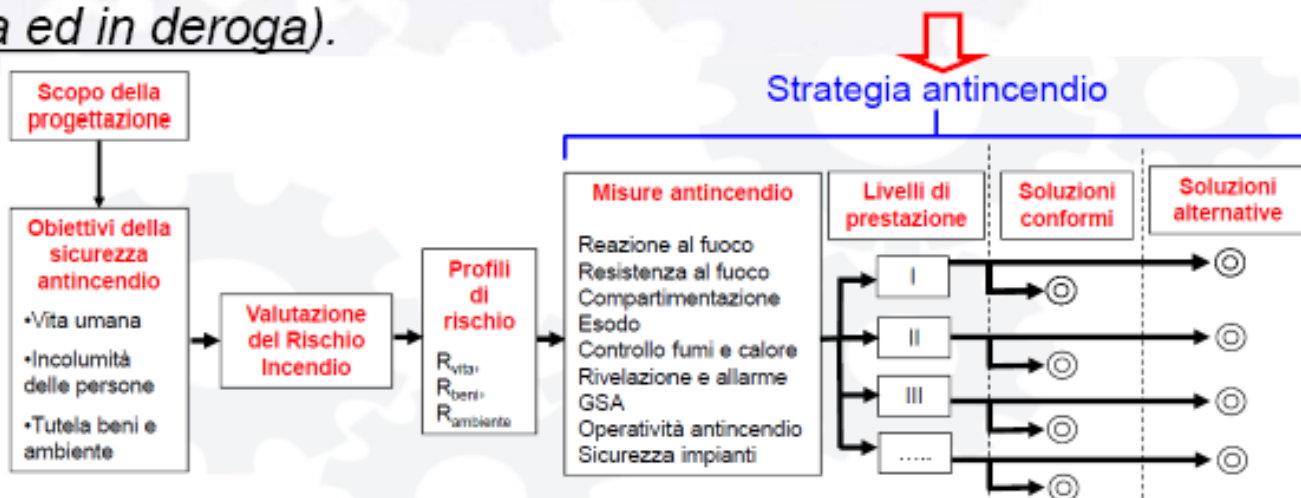 a ed in deroga).
Strategia antincendio
Scopo della
progettazione
Obiettivi della
sicurezza
antincendio
•Vita umana
•Incolumità
delle persone
•Tutela beni e
ambiente
Valutazione
del Rischio
Incendio
Profili
di
rischio
Rvita,
Rbeni,
Rambiente
Misure antincendio
Reazione al fuoco
Resistenza al fuoco
Compartimentazione
Esodo
Controllo fumi e calore
Rivelazione e allarme
GSA
Operatività antincendio
Sicurezza impianti
Livelli di
prestazione
I
II
III
.....
Soluzioni
conformi
Soluzioni
alternative